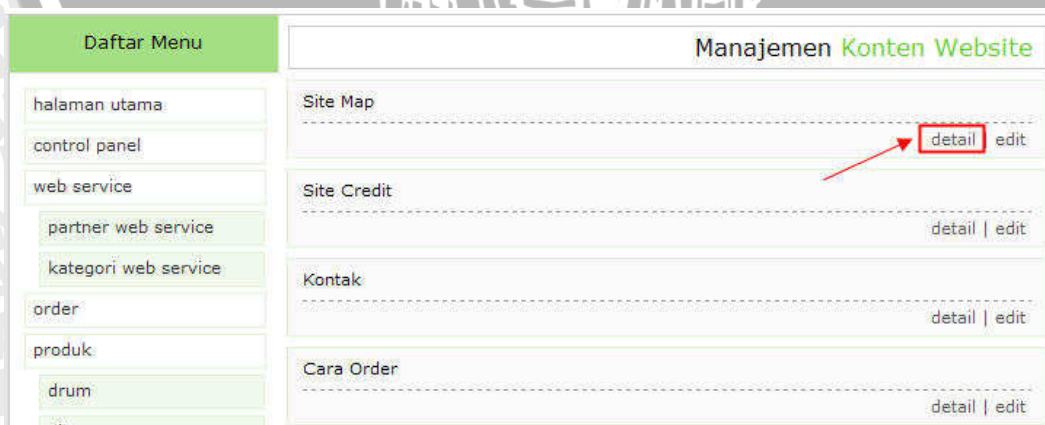 Daftar Menu
halaman utama
control panel
web service
partner web service
kategori web service
order
produk
drum
Manajemen Konten Website
Site Map
detail | edit
Site Credit
detail | edit
Kontak
detail | edit
Cara Order
detail | edit